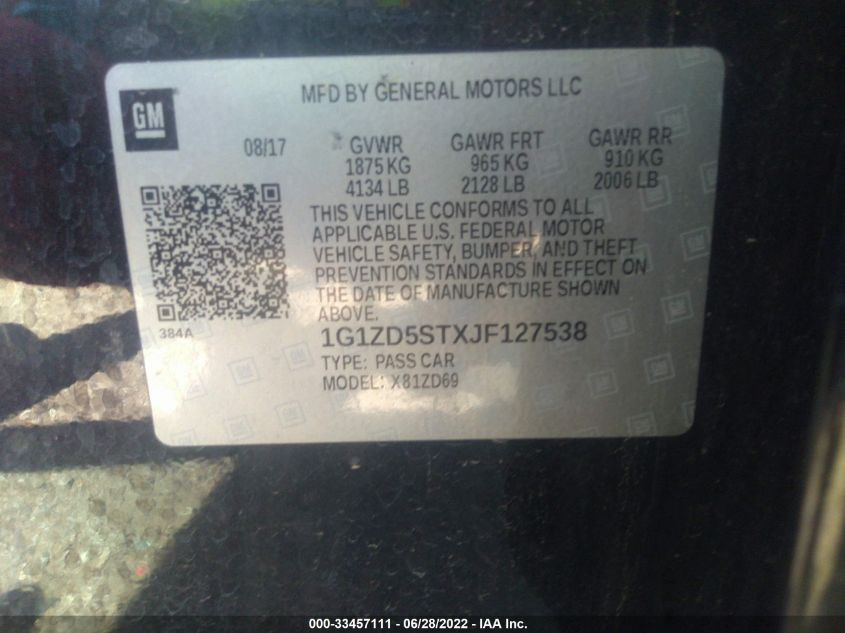 MFD BY GENERAL MOTORS LLC
GM
08/17 GVWR GAWR FRT GAWR RR
1875 KG 965 KG 910 KG
4134 LB 2128 LB 2006 LB
THIS VEHICLE CONFORMS TO ALL
APPLICABLE U.S. FEDERAL MOTOR
VEHICLE SAFETY, BUMPER, AND THEFT
PREVENTION STANDARDS IN EFFECT ON
THE DATE OF MANUFACTURE SHOWN
ABOVE.
384A
1G1ZD5STXJF127538
TYPE: PASS CAR
MODEL: X81ZD69
000-33457111 - 06/28/2022 - IAA Inc.